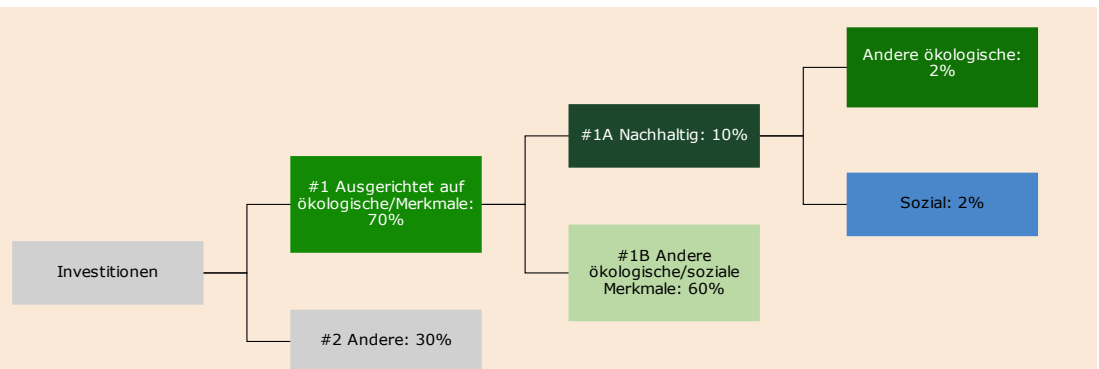 Investitionen
#1 Ausgerichtet auf
ökologische/Merkmale:
70%
#2 Andere: 30%
#1A Nachhaltig: 10%
#1B Andere
ökologische/soziale
Merkmale: 60%
Andere ökologische:
2%
Sozial: 2%